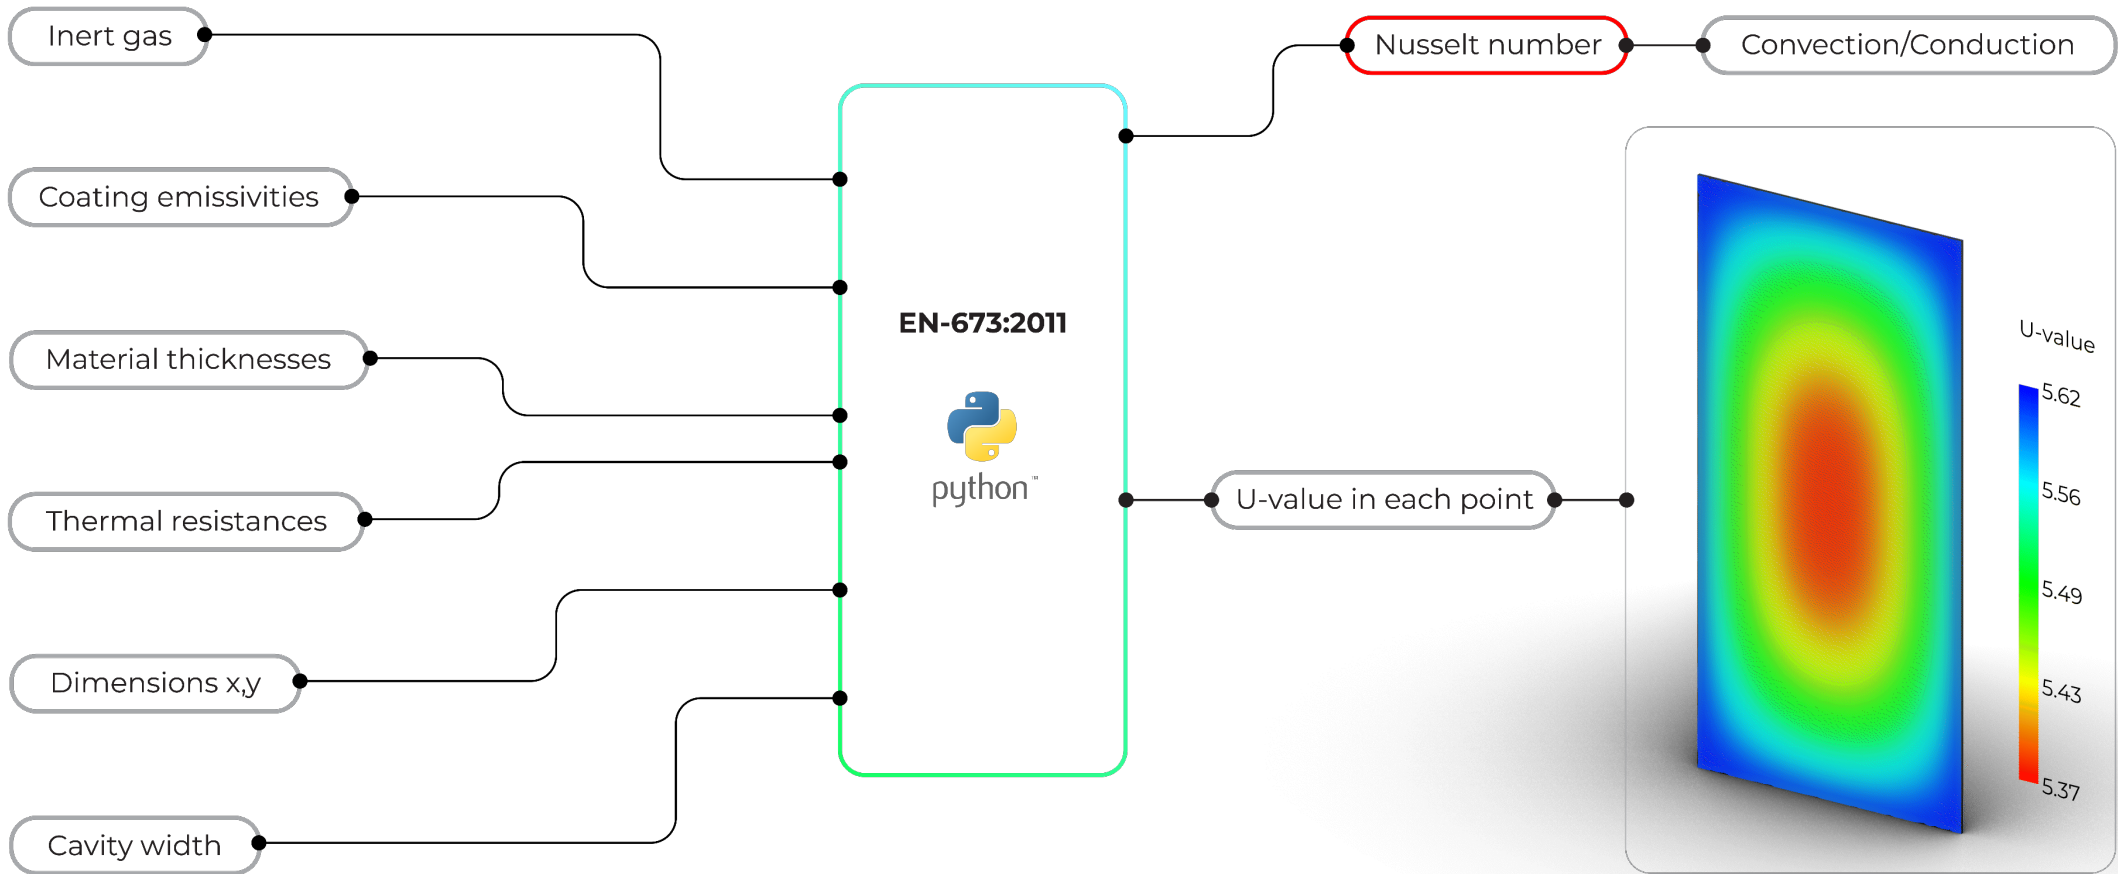 Inert gas
Coating emissivities
Material thicknesses
Thermal resistances
Dimensions x,y
Cavity width
EN-673:2011
python™
Nusselt number
Convection/Conduction
U-value in each point
U-value
5.62
5.56
5.49
5.43
5.37